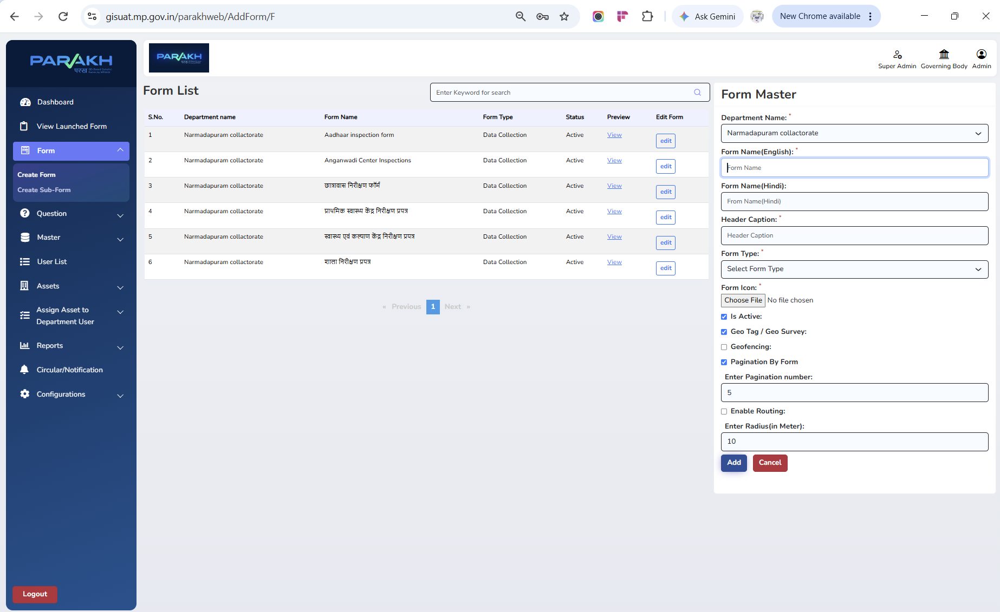 gisuat.mp.gov.in/parakhweb/AddForm/F
Ask Gemini
New Chrome available
PARAKH
परख
Dashboard
View Launched Form
Form
Create Form
Create Sub-Form
Question
Master
User List
Assets
Assign Asset to
Department User
Reports
Circular/Notification
Configurations
Logout
PARAKH
परख
Super Admin
Governing Body
Admin
Form List
Enter Keyword for search
S.No. Department name Form Name Form Type Status Preview Edit Form
1 Narmadapuram collactorate Aadhaar inspection form Data Collection Active View edit
2 Narmadapuram collactorate Anganwadi Center Inspections Data Collection Active View edit
3 Narmadapuram collactorate छात्रावास निरीक्षण फॉर्म Data Collection Active View edit
4 Narmadapuram collactorate प्राथमिक स्वास्थ्य केंद्र निरीक्षण प्रपत्र Data Collection Active View edit
5 Narmadapuram collactorate स्वास्थ्य एवं कल्याण केंद्र निरीक्षण प्रपत्र Data Collection Active View edit
6 Narmadapuram collactorate शाला निरीक्षण प्रपत्र Data Collection Active View edit
« Previous 1 Next »
Form Master
Department Name: *
Narmadapuram collactorate
Form Name(English): *
Form Name
Form Name(Hindi):
From Name(Hindi)
Header Caption: *
Header Caption
Form Type: *
Select Form Type
Form Icon: *
Choose File No file chosen
Is Active:
Geo Tag / Geo Survey:
Geofencing:
Pagination By Form
Enter Pagination number:
5
Enable Routing:
Enter Radius(in Meter):
10
Add Cancel